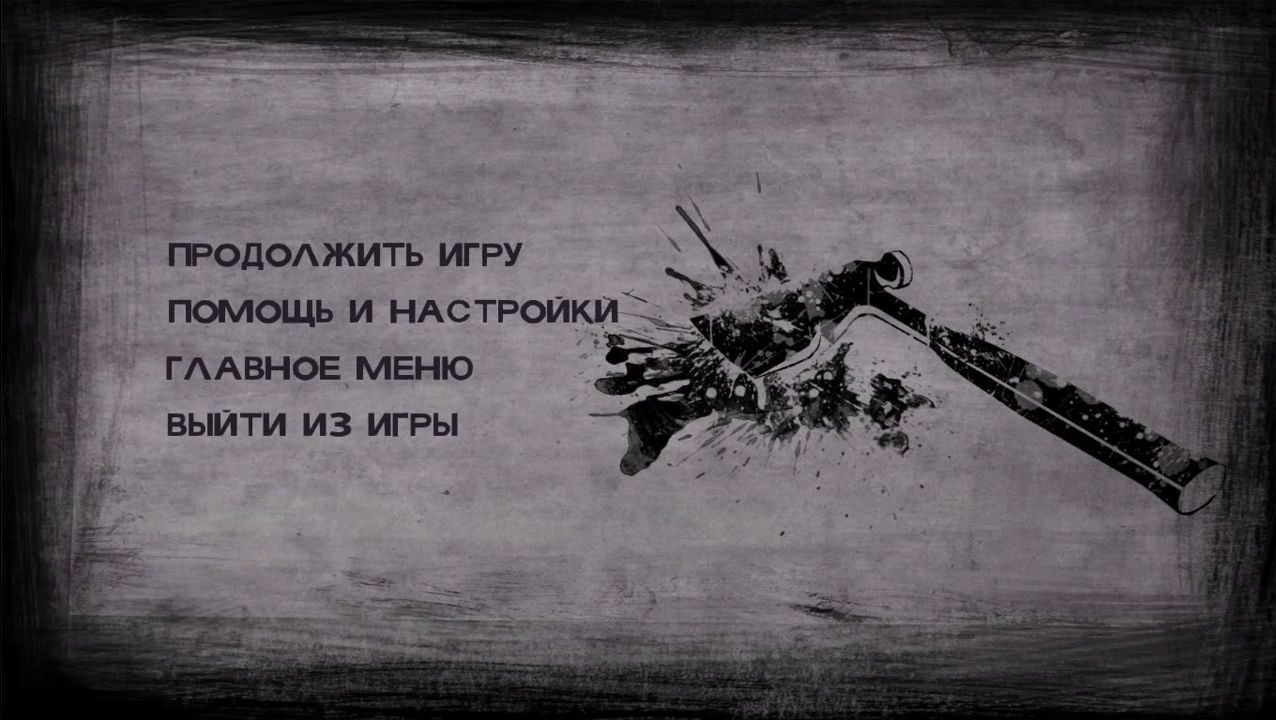 ПРОДОЛЖИТЬ ИГРУ
ПОМОЩЬ И НАСТРОЙКИ
ГЛАВНОЕ МЕНЮ
ВЫЙТИ ИЗ ИГРЫ